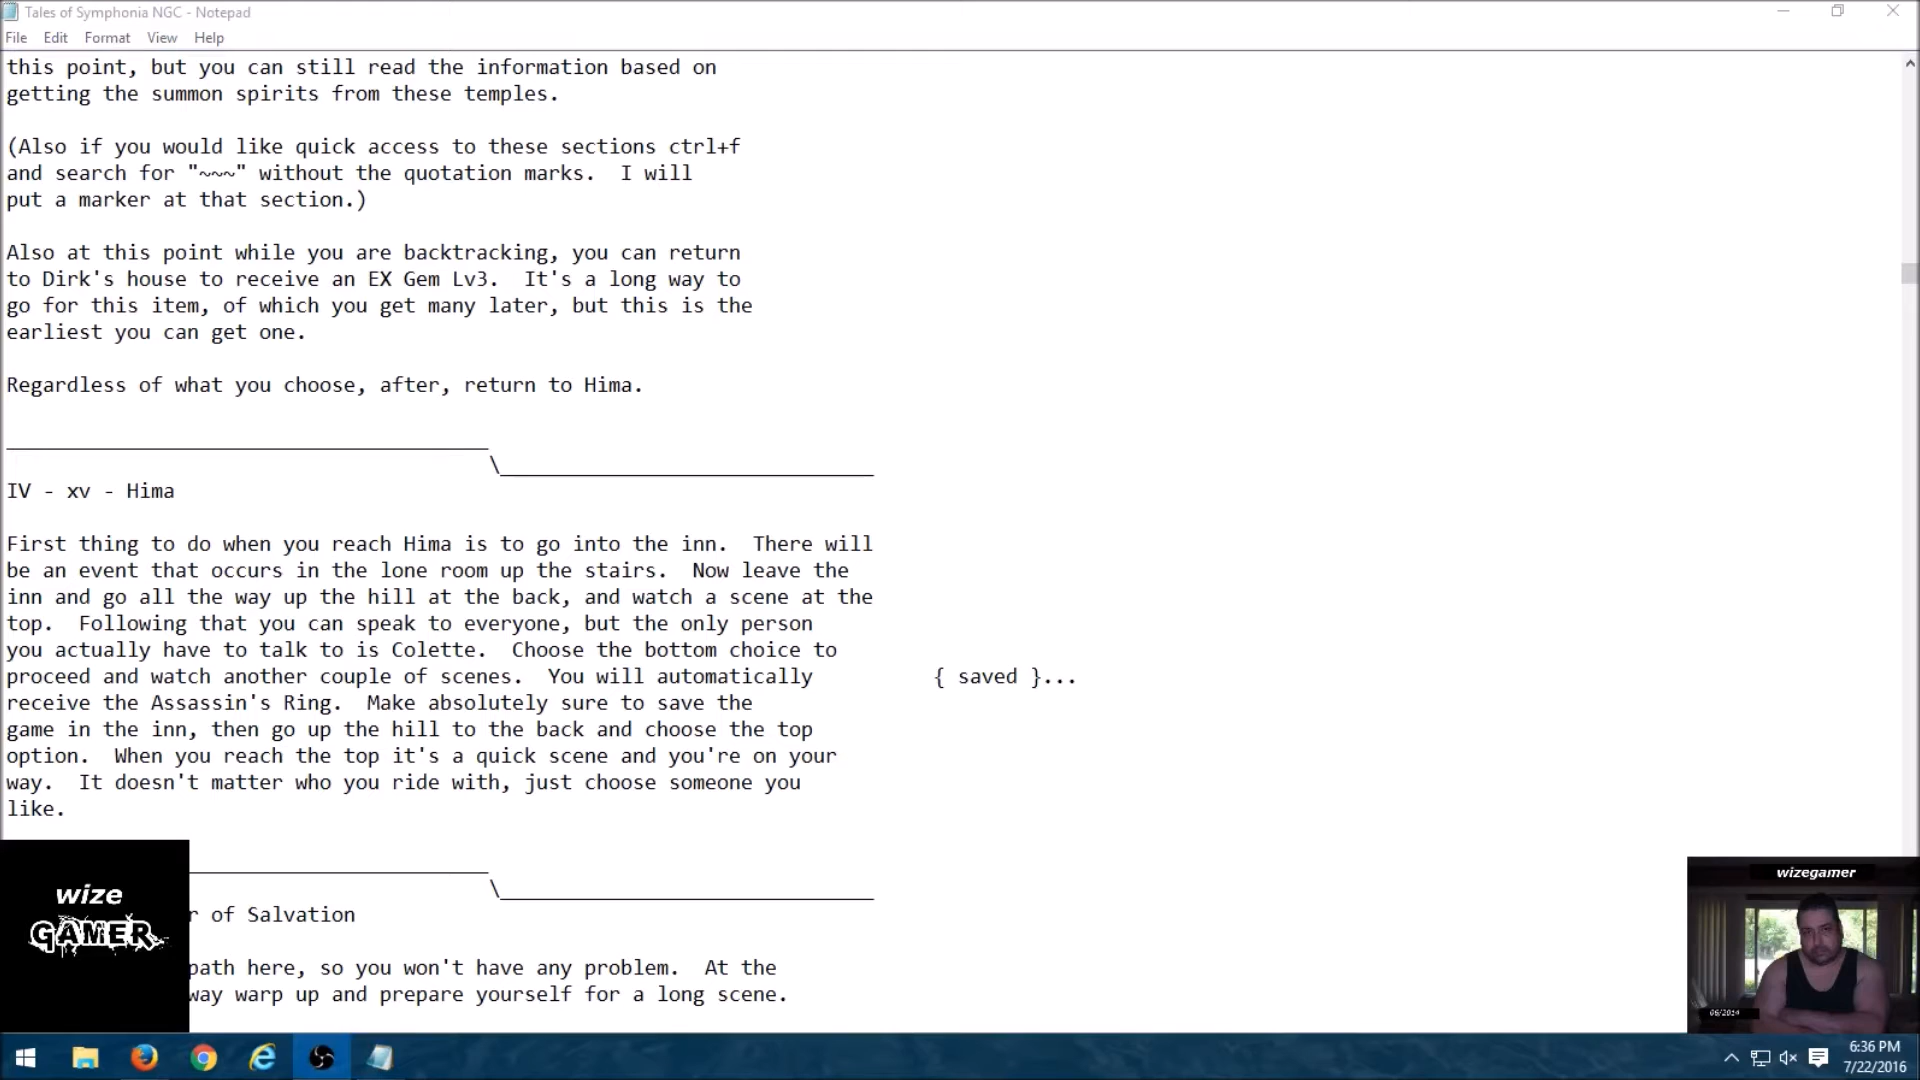 Tales of Symphonia NGC - Notepad
File Edit Format View Help
this point, but you can still read the information based on
getting the summon spirits from these temples.
(Also if you would like quick access to these sections ctrl+f
and search for "~~~" without the quotation marks.  I will
put a marker at that section.)
Also at this point while you are backtracking, you can return
to Dirk's house to receive an EX Gem Lv3.  It's a long way to
go for this item, of which you get many later, but this is the
earliest you can get one.
Regardless of what you choose, after, return to Hima.
IV - xv - Hima
First thing to do when you reach Hima is to go into the inn.  There will
be an event that occurs in the lone room up the stairs.  Now leave the
inn and go all the way up the hill at the back, and watch a scene at the
top.  Following that you can speak to everyone, but the only person
you actually have to talk to is Colette.  Choose the bottom choice to
proceed and watch another couple of scenes.  You will automatically { saved }...
receive the Assassin's Ring.  Make absolutely sure to save the
game in the inn, then go up the hill to the back and choose the top
option.  When you reach the top it's a quick scene and you're on your
way.  It doesn't matter who you ride with, just choose someone you
like.
r of Salvation
path here, so you won't have any problem.  At the
way warp up and prepare yourself for a long scene.
wize
GAMER
wizegamer
06/2014
6:36 PM
7/22/2016